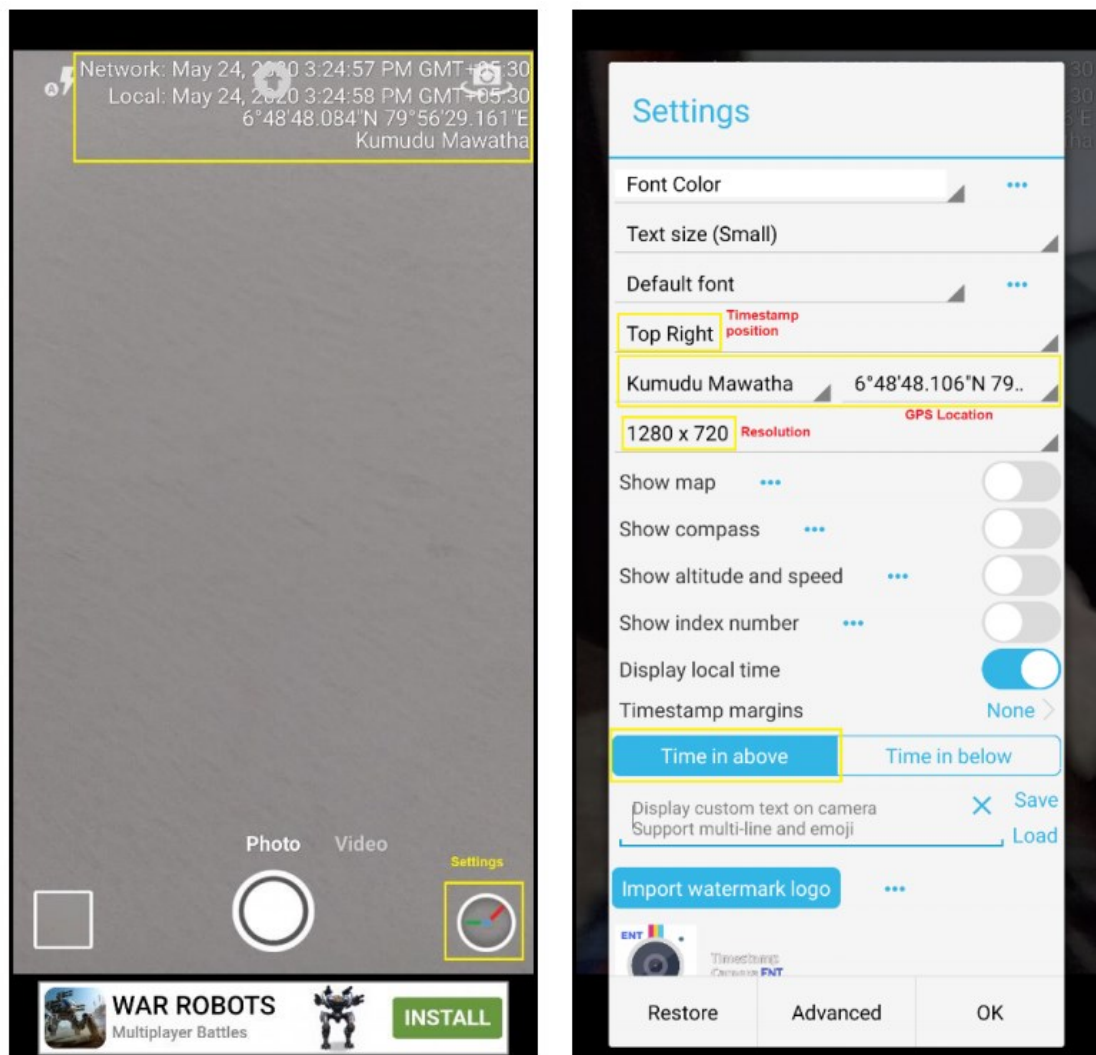 Network: May 24, 2020 3:24:57 PM GMT+05:30
Local: May 24, 2020 3:24:58 PM GMT+05:30
6°48'48.084"N 79°56'29.161"E
Kumudu Mawatha
Photo Video
Settings
WAR ROBOTS
Multiplayer Battles
INSTALL
Settings
Font Color
Text size (Small)
Default font
Top Right
Timestamp
position
Kumudu Mawatha 6°48'48.106"N 79..
GPS Location
1280 x 720 Resolution
Show map
Show compass
Show altitude and speed
Show index number
Display local time
Timestamp margins None
Time in above Time in below
Display custom text on camera
Support multi-line and emoji
Save
Load
Import watermark logo
ENT
Timestamp
Camera ENT
Restore Advanced OK